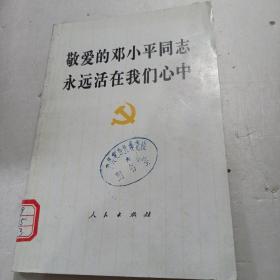 敬爱的邓小平同志
永远活在我们心中
人民出版社